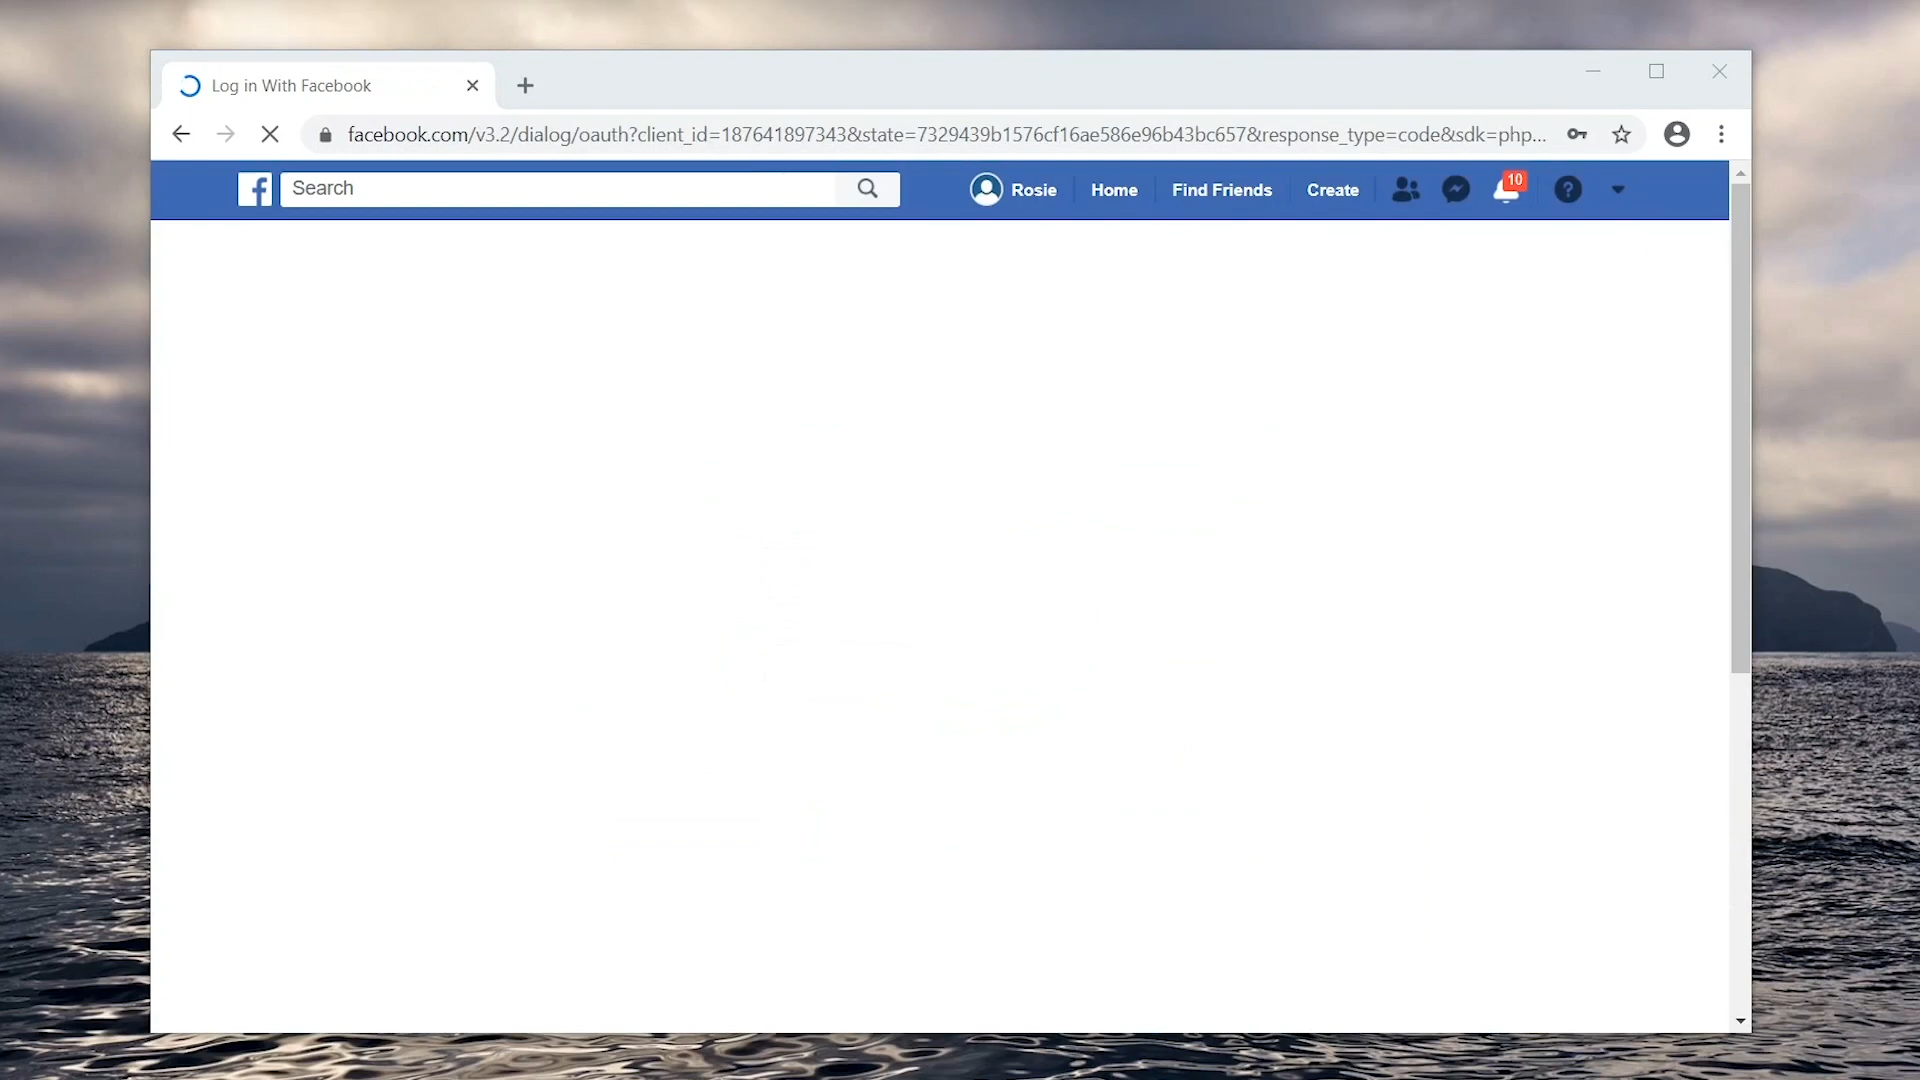 Log in With Facebook
facebook.com/v3.2/dialog/oauth?client_id=187641897343&state=7329439b1576cf16ae586e96b43bc657&response_type=code&sdk=php...
Search
Rosie
Home
Find Friends
Create
10